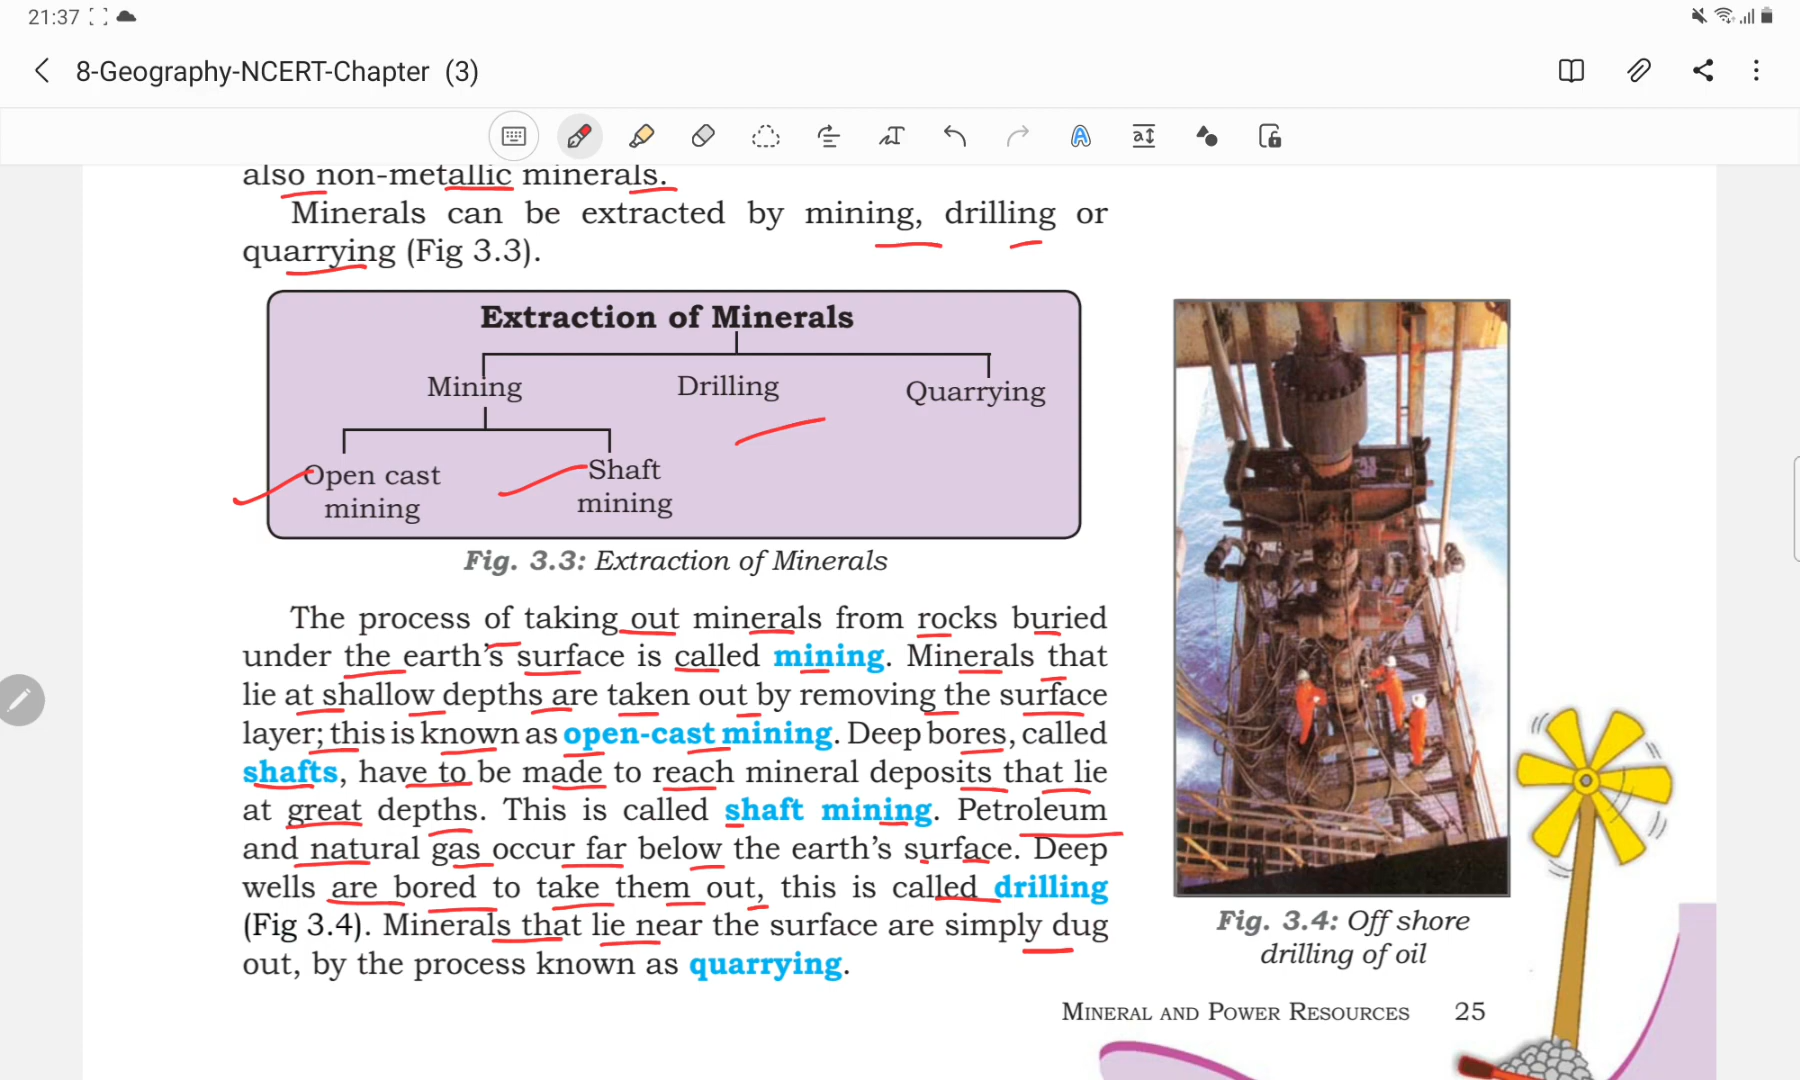 21:37
8-Geography-NCERT-Chapter (3)
also non-metallic minerals.
Minerals can be extracted by mining, drilling or
quarrying (Fig 3.3).
Extraction of Minerals
Mining
Drilling
Quarrying
Open cast
mining
Shaft
mining
Fig. 3.3: Extraction of Minerals
The process of taking out minerals from rocks buried
under the earth's surface is called mining. Minerals that
lie at shallow depths are taken out by removing the surface
layer; this is known as open-cast mining. Deep bores, called
shafts, have to be made to reach mineral deposits that lie
at great depths. This is called shaft mining. Petroleum
and natural gas occur far below the earth's surface. Deep
wells are bored to take them out, this is called drilling
(Fig 3.4). Minerals that lie near the surface are simply dug
out, by the process known as quarrying.
Fig. 3.4: Off shore
drilling of oil
MINERAL AND POWER RESOURCES 25